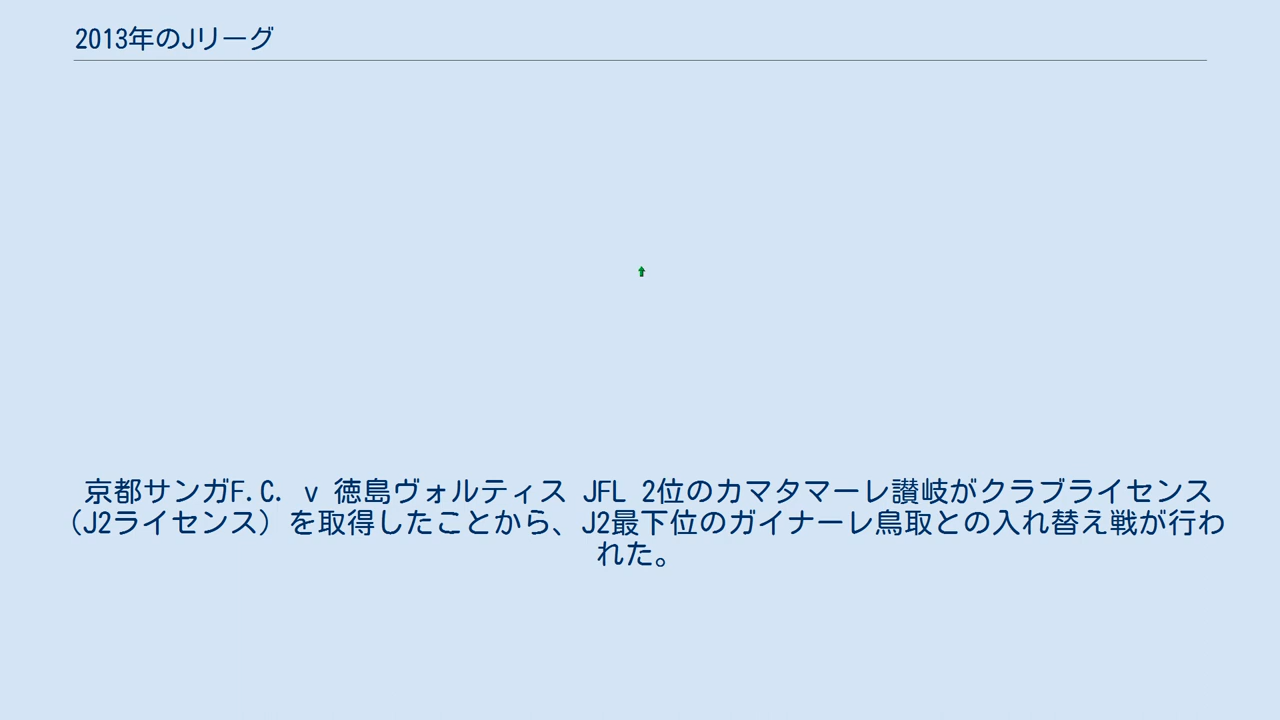 2013年のJリーグ
京都サンガF.C. v 徳島ヴォルティス JFL 2位のカマタマーレ讃岐がクラブライセンス
（J2ライセンス）を取得したことから、J2最下位のガイナーレ鳥取との入れ替え戦が行わ
れた。